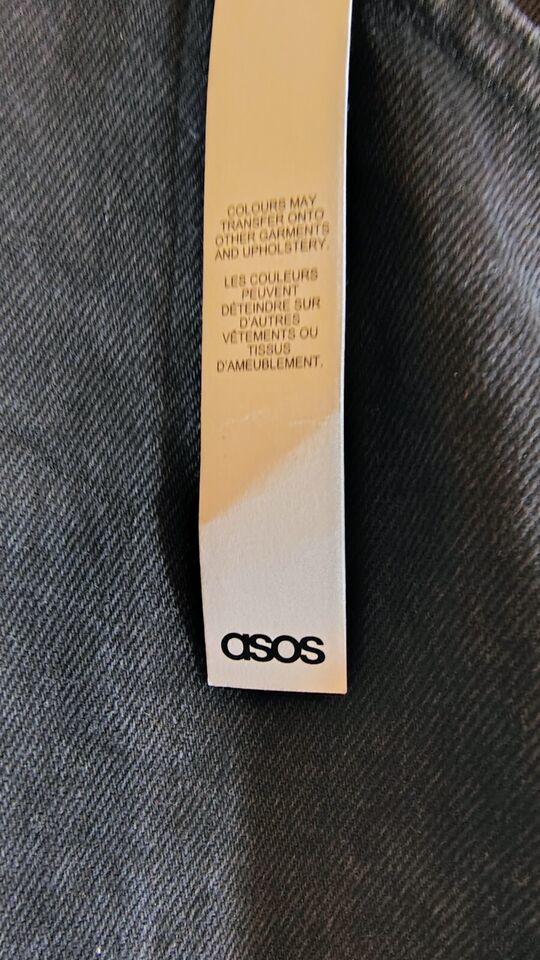 COLOURS MAY
TRANSFER ONTO
OTHER GARMENTS
AND UPHOLSTERY.
LES COULEURS
PEUVENT
DÉTEINDRE SUR
D'AUTRES
VÊTEMENTS OU
TISSUS
D'AMEUBLEMENT.
asos